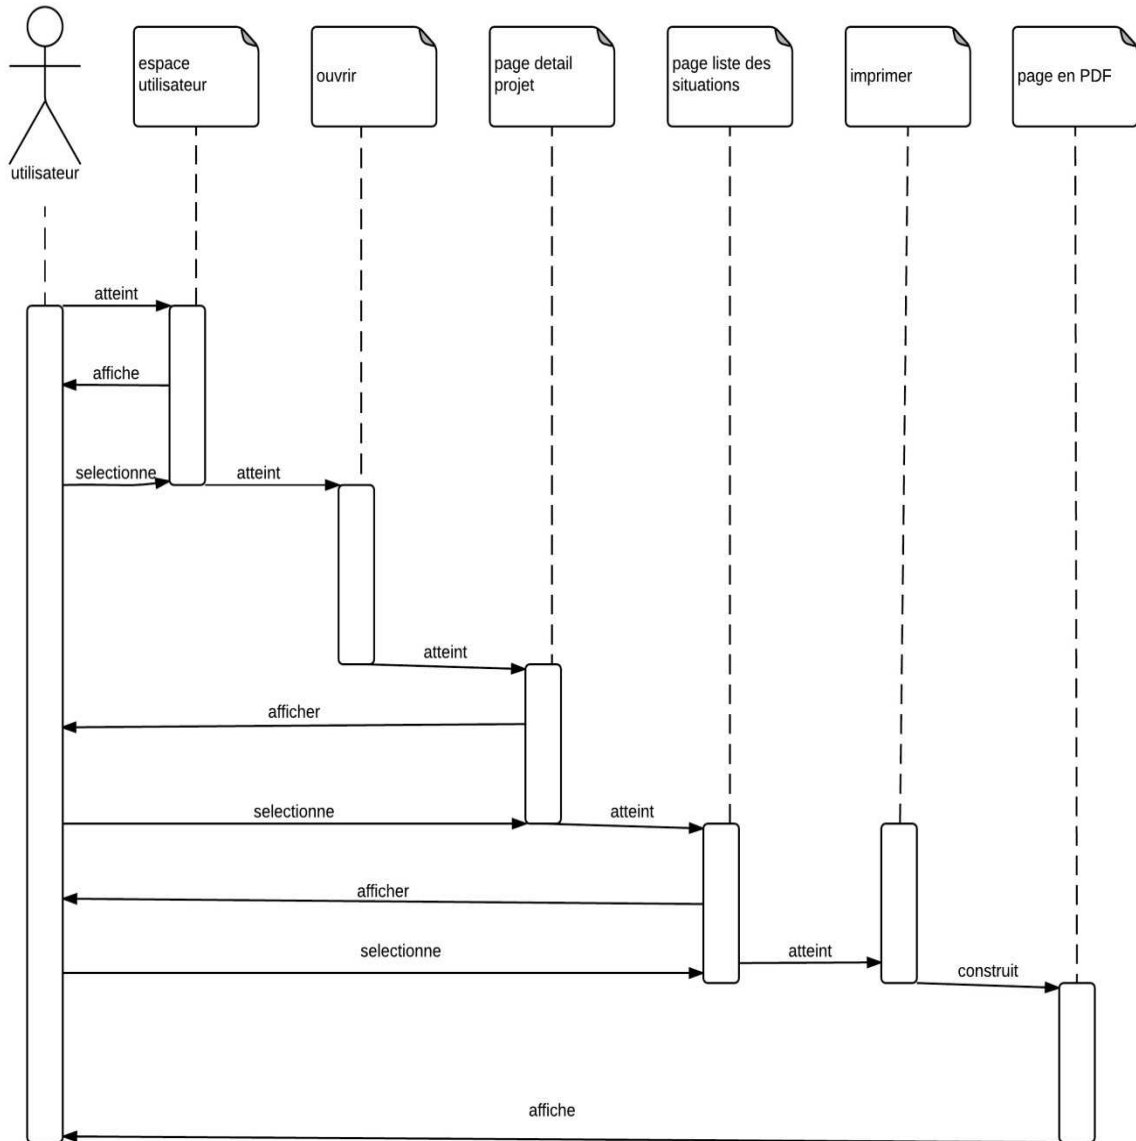 espace
utilisateur
ouvrir
page detail
projet
page liste des
situations
imprimer
page en PDF
utilisateur
atteint
affiche
selectionne
atteint
atteint
afficher
selectionne
atteint
afficher
selectionne
atteint
construit
affiche